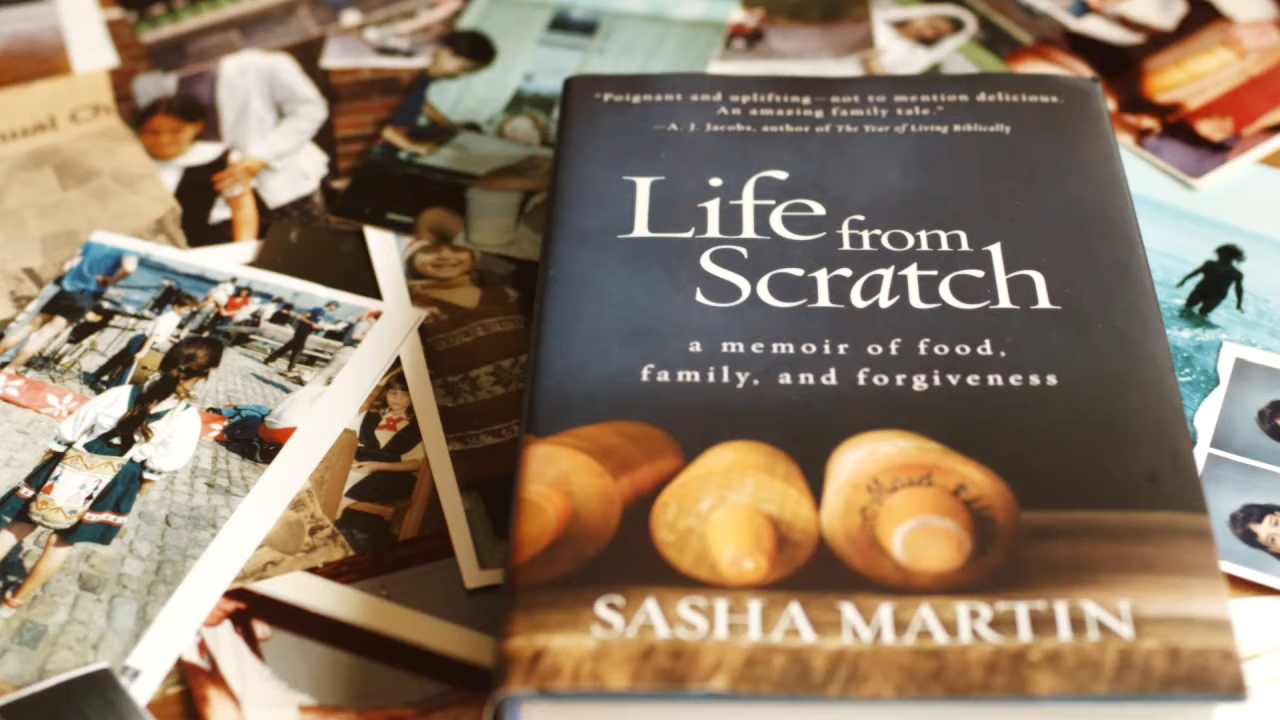 "Poignant and uplifting—not to mention delicious.
An amazing family tale."
—A. J. Jacobs, author of The Year of Living Biblically
Life from
Scratch
a memoir of food,
family, and forgiveness
SASHA MARTIN